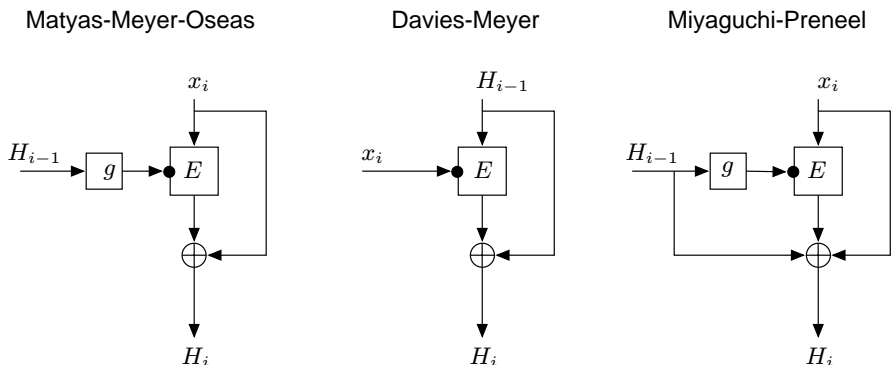 Matyas-Meyer-Oseas Davies-Meyer Miyaguchi-Preneel
x_i H_{i-1} x_i
H_{i-1} g E x_i E H_{i-1} g E
H_i H_i H_i